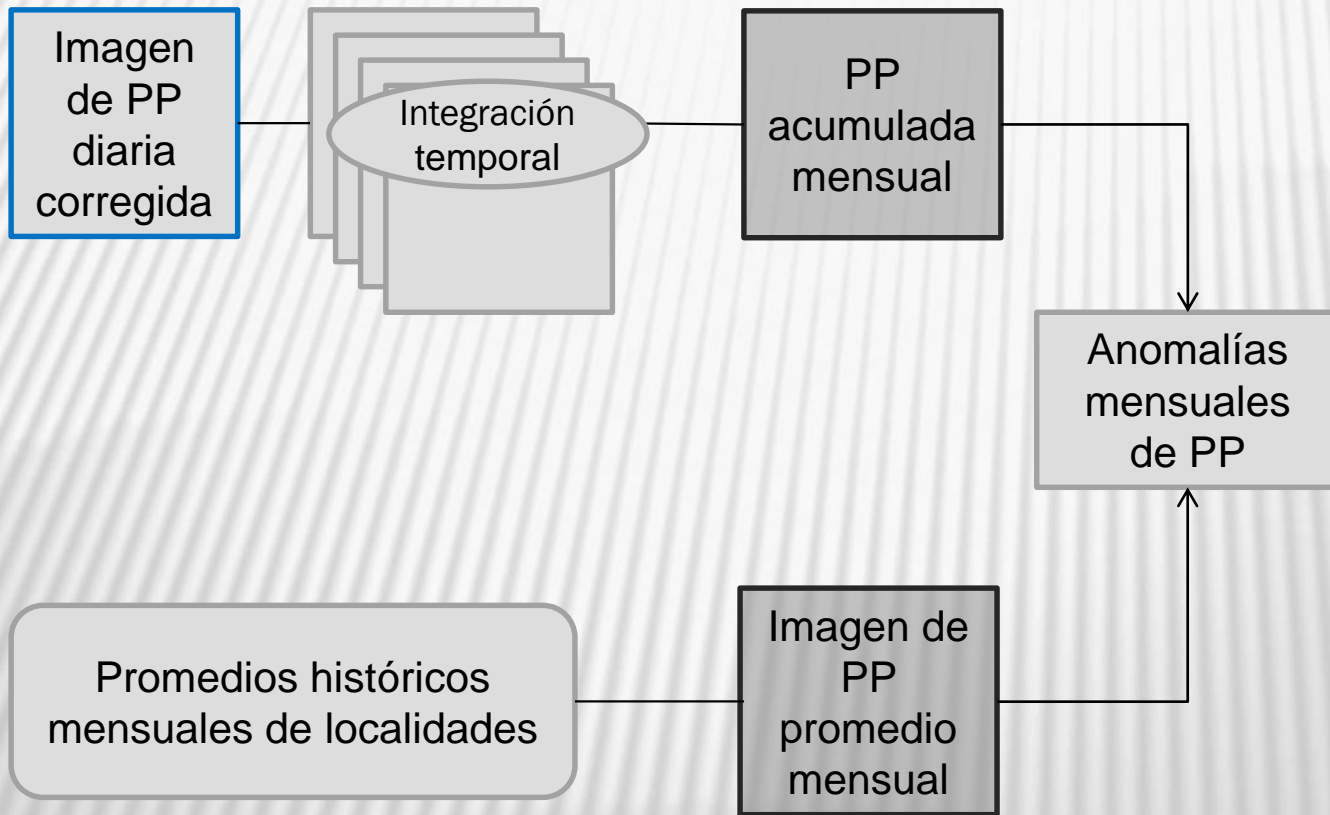 Imagen
de PP
diaria
corregida
Integración
temporal
PP
acumulada
mensual
Anomalías
mensuales
de PP
Promedios históricos
mensuales de localidades
Imagen de
PP
promedio
mensual